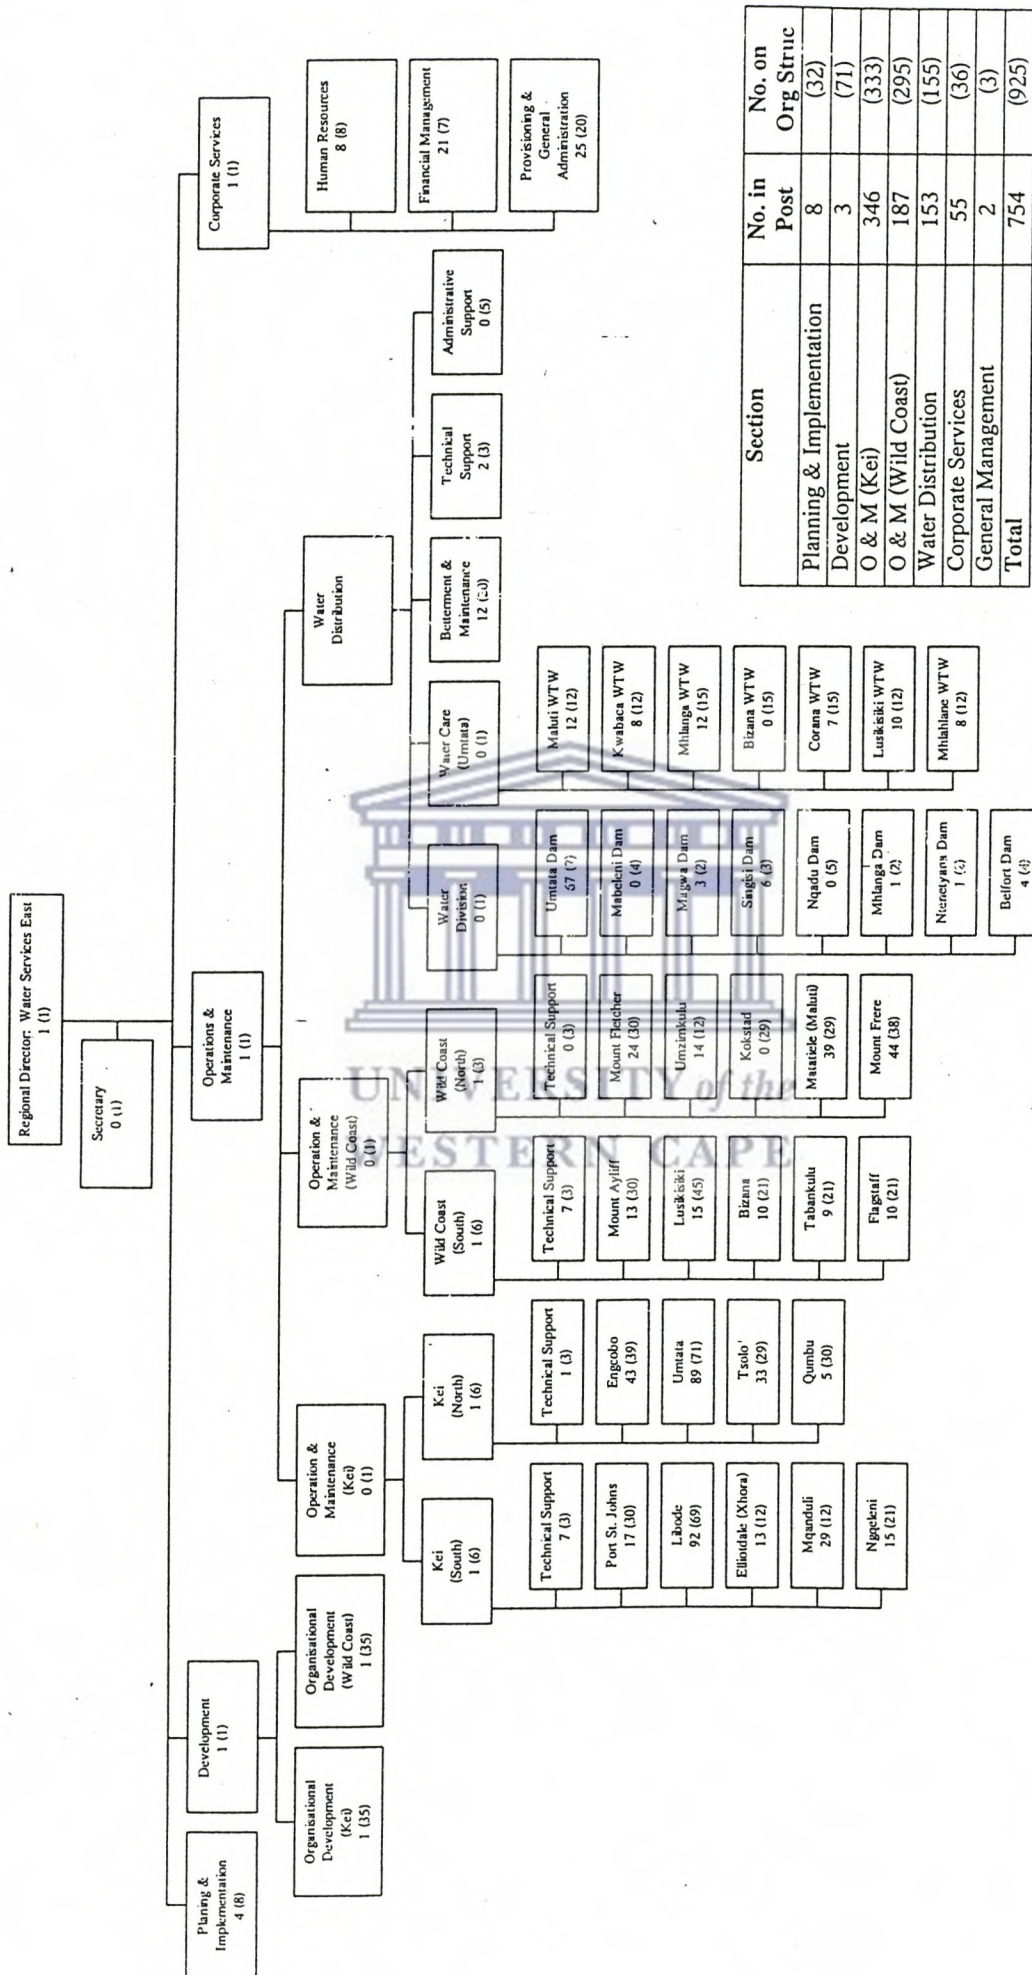 Regional Director: Water Services East
1 (1)
Secretary
0 (1)
Planing &
Implementation
4 (8)
Development
1 (1)
Organisational
Development
(Kei)
1 (35)
Organisational
Development
(Wild Coast)
1 (35)
Operations &
Maintenance
1 (1)
Operation &
Maintenance
(Kei)
0 (1)
Kei
(South)
1 (6)
Technical Support
7 (3)
Port St. Johns
17 (30)
Libode
92 (69)
Elliotdale (Xhora)
13 (12)
Mqanduli
29 (12)
Ngqeleni
15 (21)
Kei
(North)
1 (6)
Technical Support
1 (3)
Engcobo
43 (39)
Umtata
89 (71)
Tsolo'
33 (29)
Qumbu
5 (30)
Operation &
Maintenance
(Wild Coast)
0 (1)
Wild Coast
(South)
1 (6)
Technical Support
7 (3)
Mount Ayliff
13 (30)
Lusikisiki
15 (45)
Bizana
10 (21)
Tabankulu
9 (21)
Flagstaff
10 (21)
Wild Coast
(North)
1 (3)
Technical Support
0 (3)
Mount Fletcher
24 (30)
Umzimkulu
14 (12)
Kokstad
0 (29)
Matatiele (Maluti)
39 (29)
Mount Frere
44 (38)
Water
Distribution
Water
Division
0 (1)
Umtata Dam
67 (7)
Mabeleni Dam
0 (4)
Magwa Dam
3 (2)
Singisi Dam
6 (3)
Nqadu Dam
0 (5)
Mhlanga Dam
1 (2)
Dam
1
Belfort Dam
4 (4)
Water Care
(Umtata)
0 (1)
Maluti WTW
12 (12)
Kwabaca WTW
8 (12)
Mhlanga WTW
12 (15)
Bizana WTW
0 (15)
Corana WTW
7 (15)
Lusikisiki WTW
10 (12)
Mhlahlane WTW
8 (12)
Betterment &
Maintenance
12 (20)
Technical
Support
2 (3)
Administrative
Support
0 (5)
Corporate Services
1 (1)
Human Resources
8 (8)
Financial Management
21 (7)
Provisioning &
General
Administration
25 (20)
Section No. in Post No. on Org Struc
Planning & Implementation 8 (32)
Development 3 (71)
O & M (Kei) 346 (333)
O & M (Wild Coast) 187 (295)
Water Distribution 153 (155)
Corporate Services 55 (36)
General Management 2 (3)
Total 754 (925)
UNIVERSITY of the
WESTERN CAPE